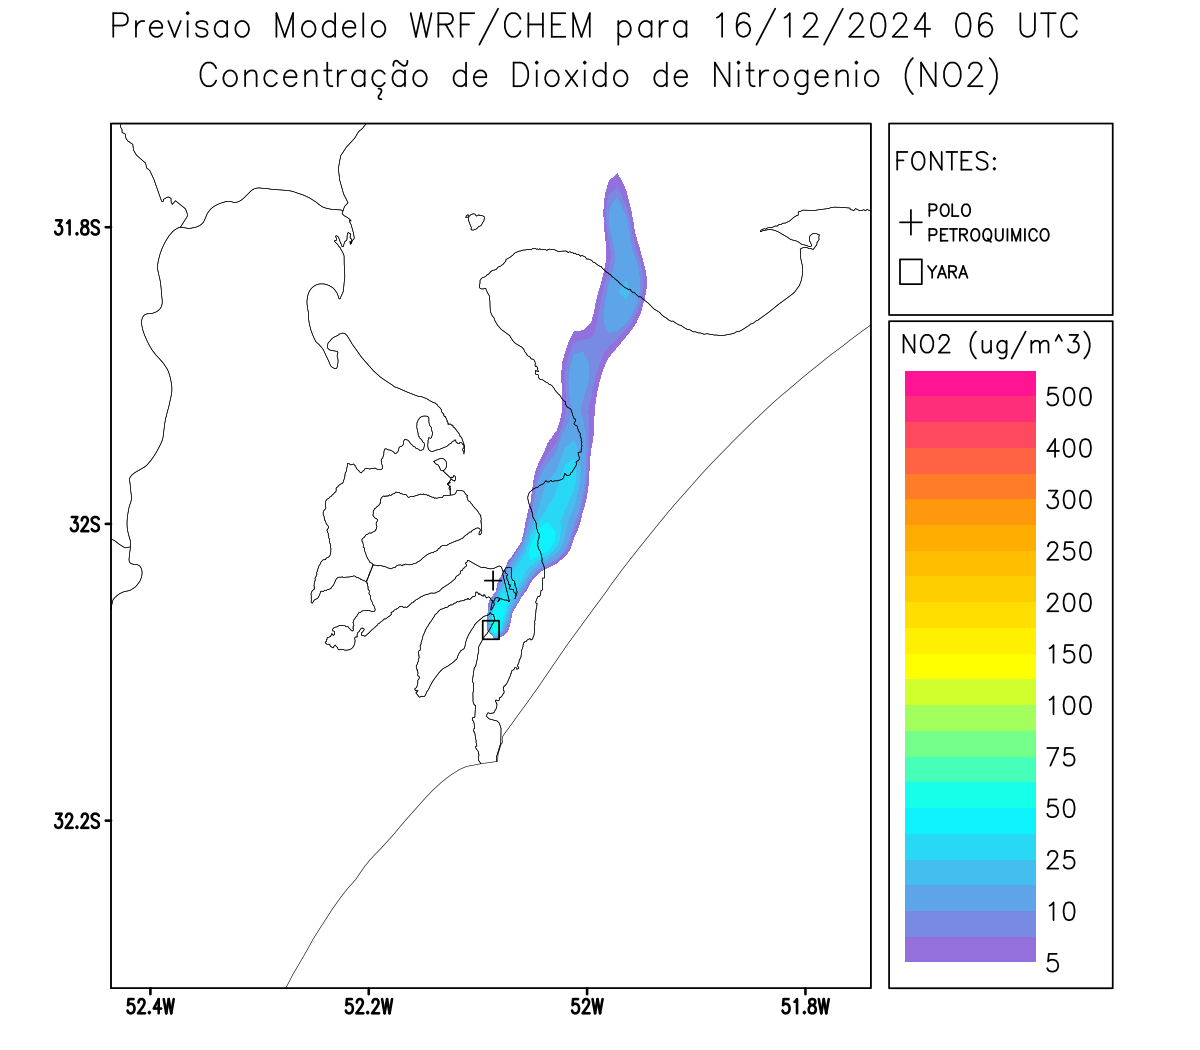 Previsao Modelo WRF/CHEM para 16/12/2024 06 UTC
Concentração de Dioxido de Nitrogenio (NO2)
FONTES:
POLO
PETROQUIMICO
YARA
NO2 (ug/m^3)
500
400
300
250
200
150
100
75
50
25
10
5
31.8S
32S
32.2S
52.4W
52.2W
52W
51.8W